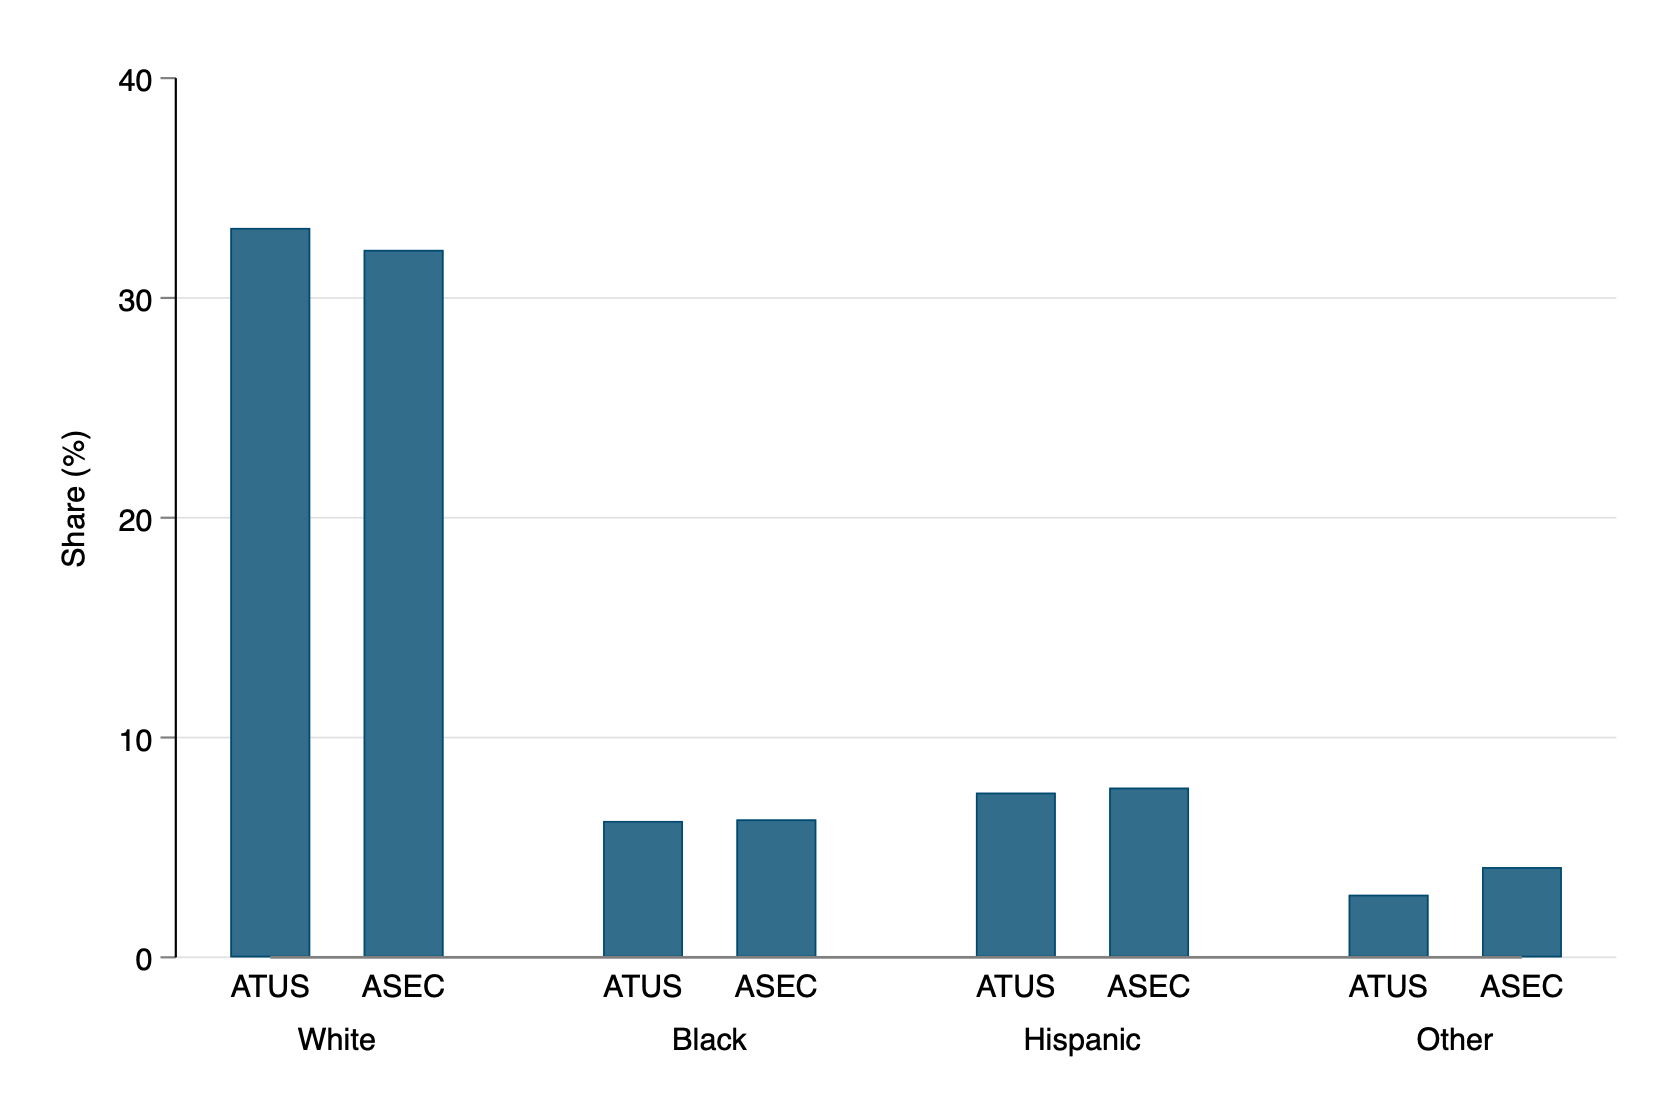 40
30
20
10
0
Share (%)
ATUS ASEC ATUS ASEC ATUS ASEC ATUS ASEC
White Black Hispanic Other